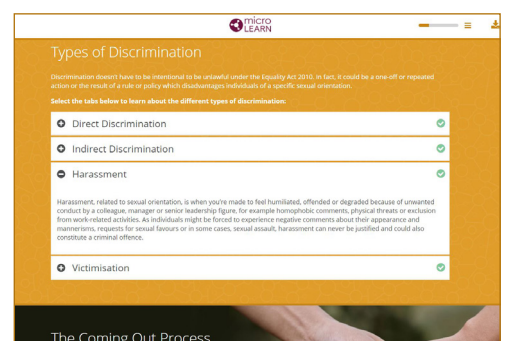 micro
LEARN
Types of Discrimination
Discrimination doesn't have to be intentional to be unlawful under the Equality Act 2010. In fact, it could be a one-off or repeated
action or the result of a rule or policy which disadvantages individuals of a specific sexual orientation.
Select the tabs below to learn about the different types of discrimination:
Direct Discrimination
Indirect Discrimination
Harassment
Harassment, related to sexual orientation, is when you're made to feel humiliated, offended or degraded because of unwanted
conduct by a colleague, manager or senior leadership figure, for example homophobic comments, physical threats or exclusion
from work-related activities. As individuals might be forced to experience negative comments about their appearance and
mannerisms, requests for sexual favours or in some cases, sexual assault, harassment can never be justified and could also
constitute a criminal offence.
Victimisation
The Coming Out Process